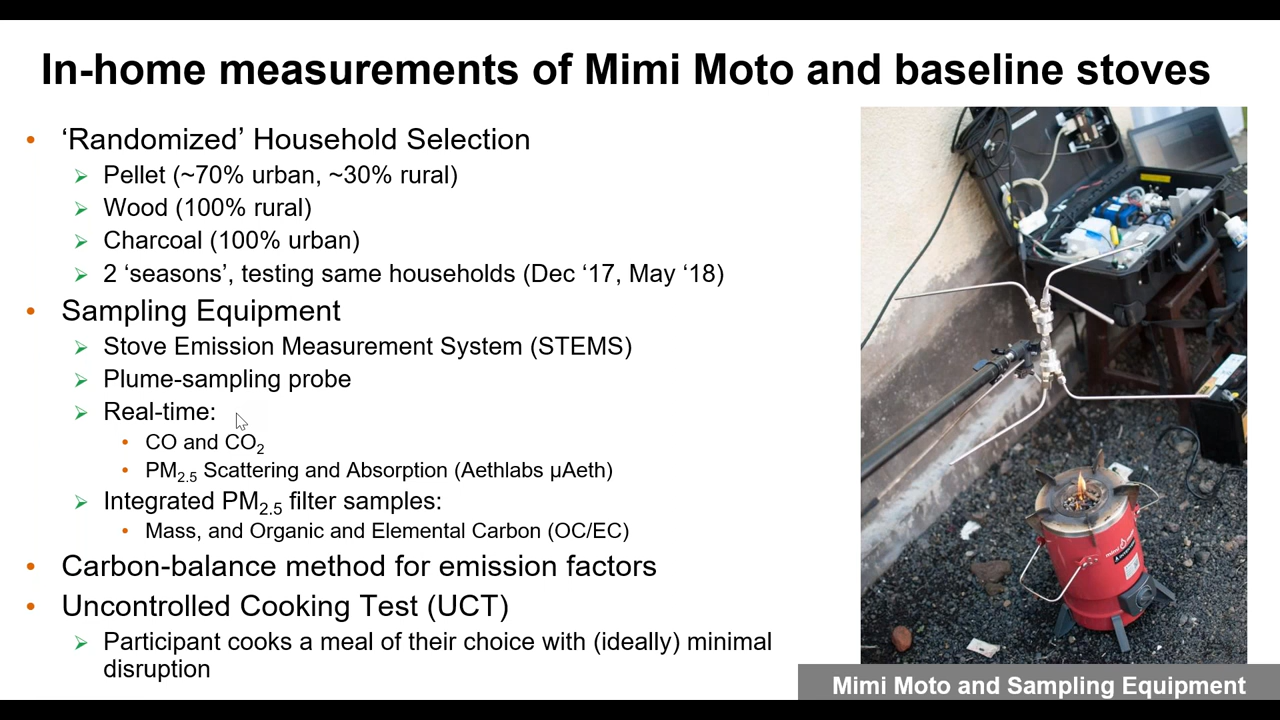 In-home measurements of Mimi Moto and baseline stoves
• ‘Randomized’ Household Selection
➢ Pellet (~70% urban, ~30% rural)
➢ Wood (100% rural)
➢ Charcoal (100% urban)
➢ 2 ‘seasons’, testing same households (Dec ‘17, May ‘18)
• Sampling Equipment
➢ Stove Emission Measurement System (STEMS)
➢ Plume-sampling probe
➢ Real-time:
• CO and CO₂
• PM₂.₅ Scattering and Absorption (Aethlabs µAeth)
➢ Integrated PM₂.₅ filter samples:
• Mass, and Organic and Elemental Carbon (OC/EC)
• Carbon-balance method for emission factors
• Uncontrolled Cooking Test (UCT)
➢ Participant cooks a meal of their choice with (ideally) minimal
disruption
mimi moto
Mimi Moto and Sampling Equipment